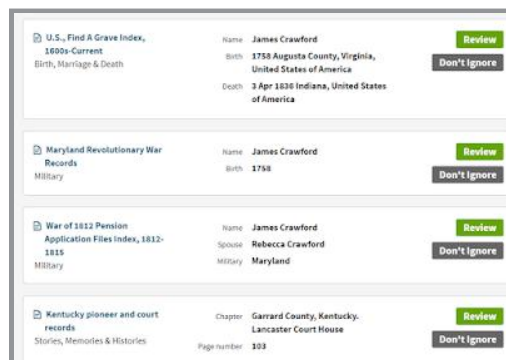 U.S., Find A Grave Index,
1600s-Current
Birth, Marriage & Death
Name James Crawford
Birth 1758 Augusta County, Virginia,
United States of America
Death 3 Apr 1836 Indiana, United States
of America
Review
Don't Ignore
Maryland Revolutionary War
Records
Military
Name James Crawford
Birth 1758
Review
Don't Ignore
War of 1812 Pension
Application Files Index, 1812-
1815
Military
Name James Crawford
Spouse Rebecca Crawford
Military Maryland
Review
Don't Ignore
Kentucky pioneer and court
records
Stories, Memories & Histories
Chapter Garrard County, Kentucky.
Lancaster Court House
Page number 103
Review
Don't Ignore